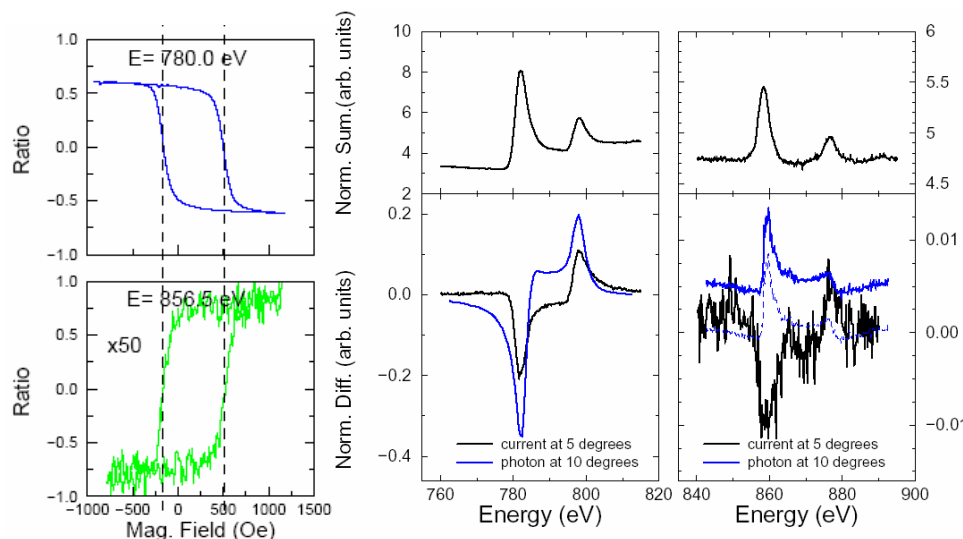 1.0
0.5
0.0
-0.5
-1.0
Ratio
E= 780.0 eV
1.0
0.5
0.0
-0.5
-1.0
Ratio
E= 856.5 eV
x50
-1000 -500 0 500 1000 1500
Mag. Field (Oe)
10
8
6
4
2
Norm. Sum.(arb. units)
0.2
0.0
−0.2
−0.4
Norm. Diff. (arb. units)
current at 5 degrees
photon at 10 degrees
760 780 800 820
Energy (eV)
6
5.5
5
4.5
0.01
0.00
−0.01
current at 5 degrees
photon at 10 degrees
840 860 880 900
Energy (eV)